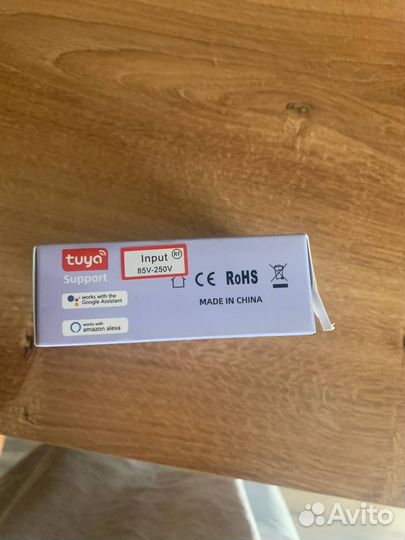 tuya
Support
works with the
Google Assistant
works with
amazon alexa
Input RF
85V-250V
CE RoHS
MADE IN CHINA
Avito